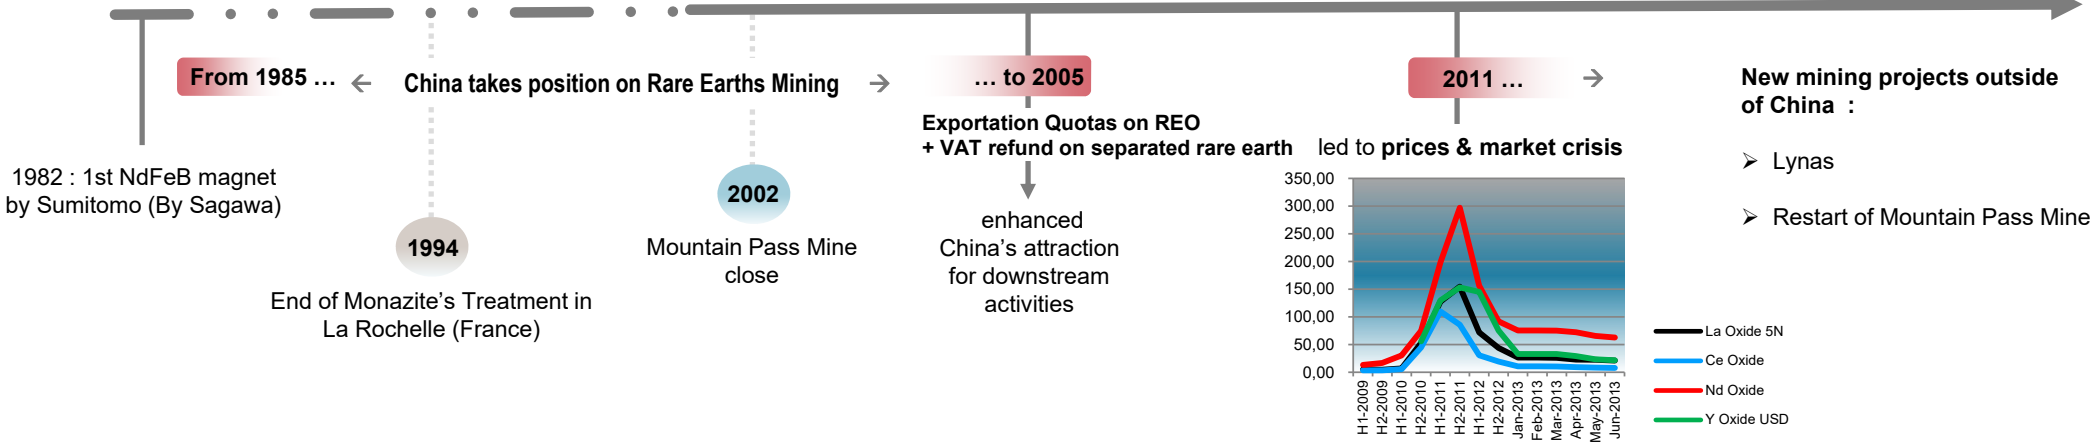 From 1985 …
←
China takes position on Rare Earths Mining
→
… to 2005
2011 …
→
New mining projects outside
of China :
➢ Lynas
➢ Restart of Mountain Pass Mine
1982 : 1st NdFeB magnet
by Sumitomo (By Sagawa)
1994
End of Monazite's Treatment in
La Rochelle (France)
2002
Mountain Pass Mine
close
Exportation Quotas on REO
+ VAT refund on separated rare earth
enhanced
China's attraction
for downstream
activities
led to prices & market crisis
350,00
300,00
250,00
200,00
150,00
100,00
50,00
0,00
H1-2009
H2-2009
H1-2010
H2-2010
H1-2011
H2-2011
H1-2012
H2-2012
Jan-2013
Feb-2013
Mar-2013
Apr-2013
May-2013
Jun-2013
La Oxide 5N
Ce Oxide
Nd Oxide
Y Oxide USD